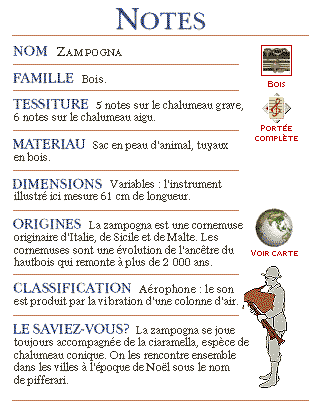 NOTES
NOM ZAMPOGNA
FAMILLE Bois.
TESSITURE 5 notes sur le chalumeau grave,
6 notes sur le chalumeau aigu.
MATERIAU Sac en peau d'animal, tuyaux
en bois.
DIMENSIONS Variables : l'instrument
illustré ici mesure 61 cm de longueur.
ORIGINES La zampogna est une cornemuse
originaire d'Italie, de Sicile et de Malte. Les
cornemuses sont une évolution de l'ancêtre du
hautbois qui remonte à plus de 2 000 ans.
CLASSIFICATION Aérophone : le son
est produit par la vibration d'une colonne d'air.
LE SAVIEZ-VOUS? La zampogna se joue
toujours accompagnée de la ciaramella, espèce de
chalumeau conique. On les rencontre ensemble
dans les villes à l'époque de Noël sous le nom
de pifferari.
BOIS
PORTÉE
COMPLÈTE
VOIR CARTE